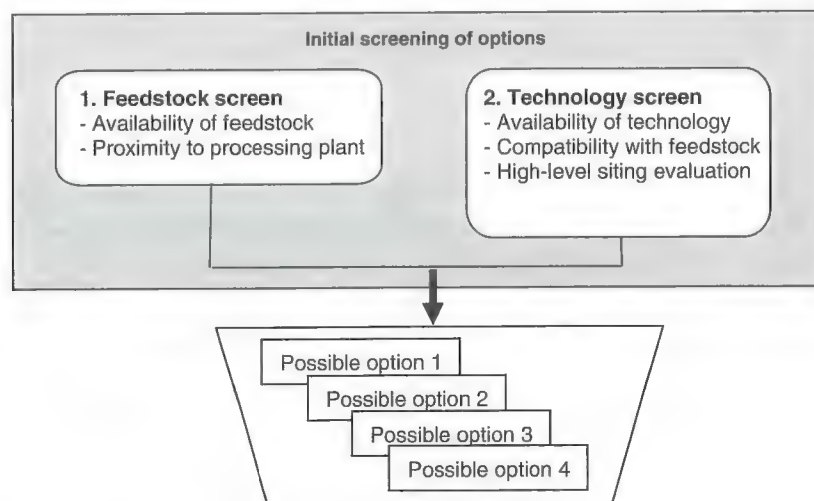 Initial screening of options
1. Feedstock screen
- Availability of feedstock
- Proximity to processing plant
2. Technology screen
- Availability of technology
- Compatibility with feedstock
- High-level siting evaluation
Possible option 1
Possible option 2
Possible option 3
Possible option 4